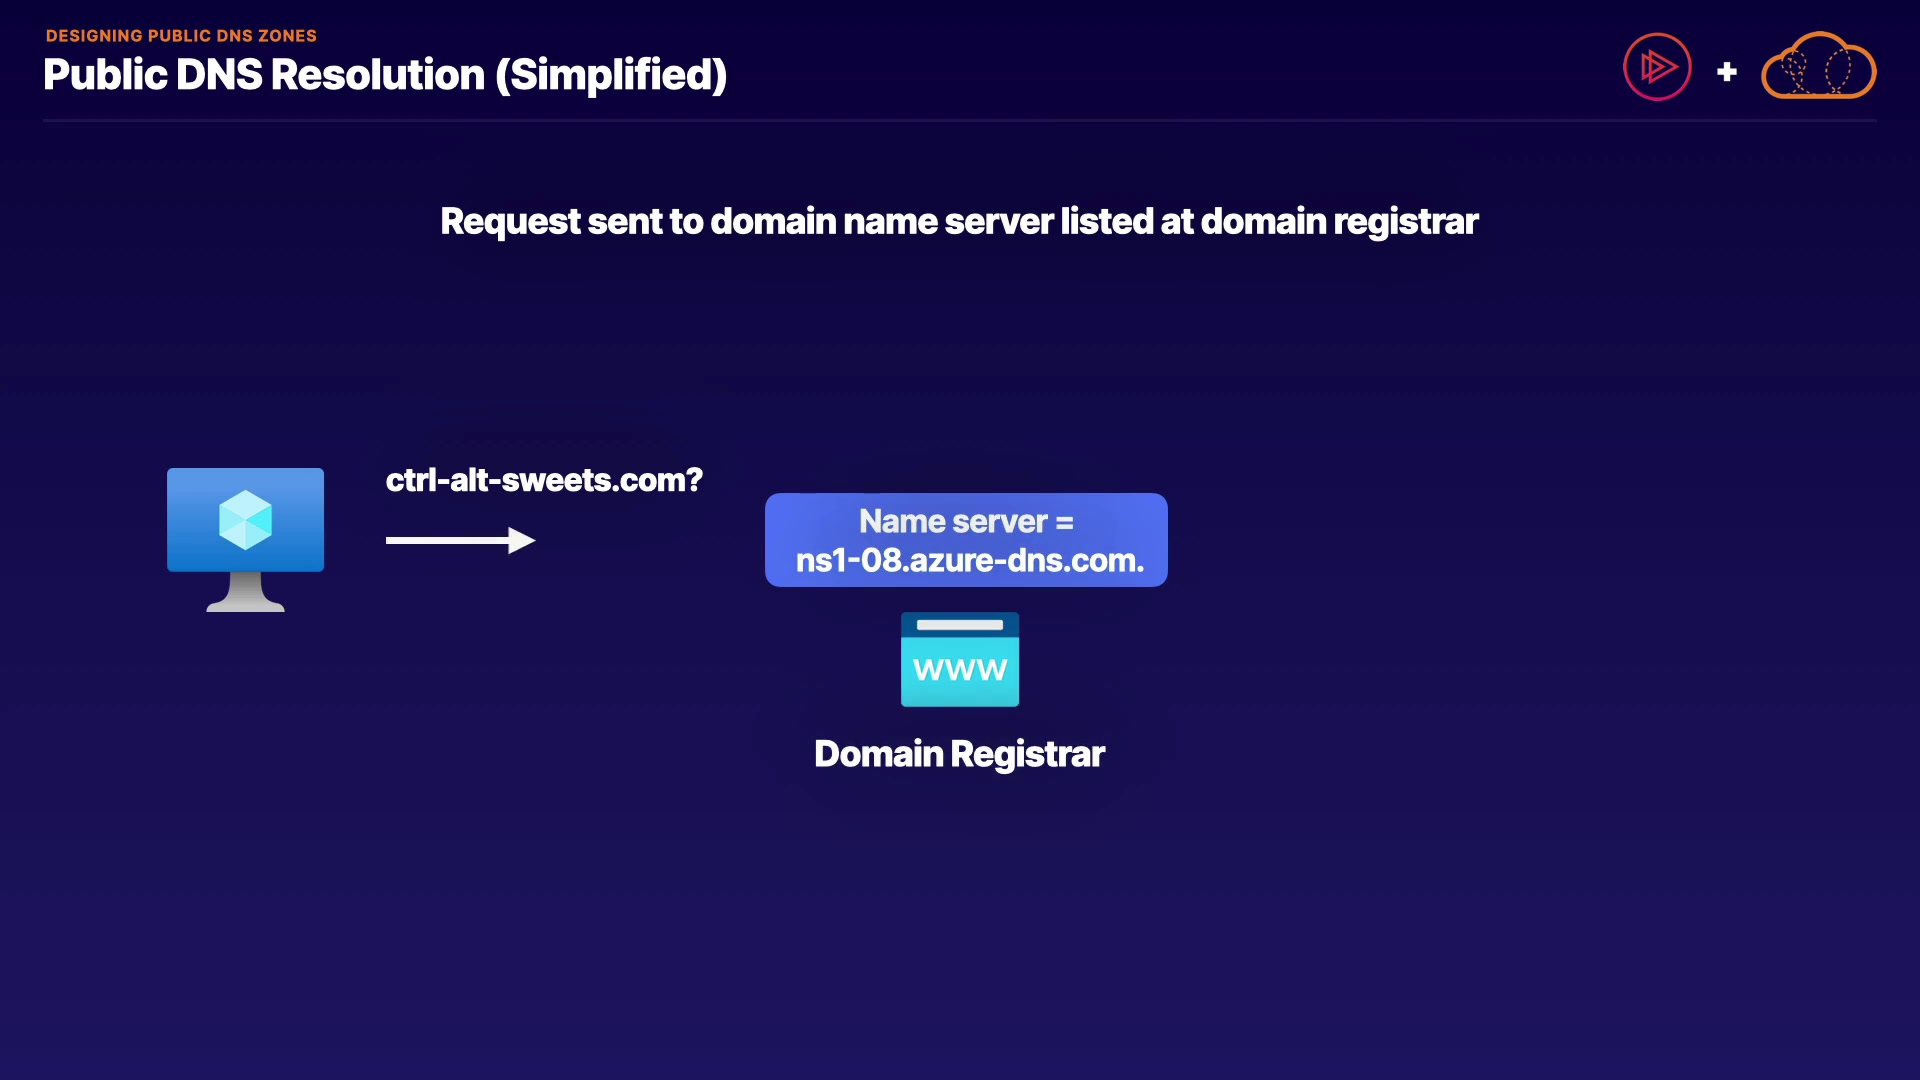 DESIGNING PUBLIC DNS ZONES
Public DNS Resolution (Simplified)
+
Request sent to domain name server listed at domain registrar
ctrl-alt-sweets.com?
Name server =
ns1-08.azure-dns.com.
WWW
Domain Registrar